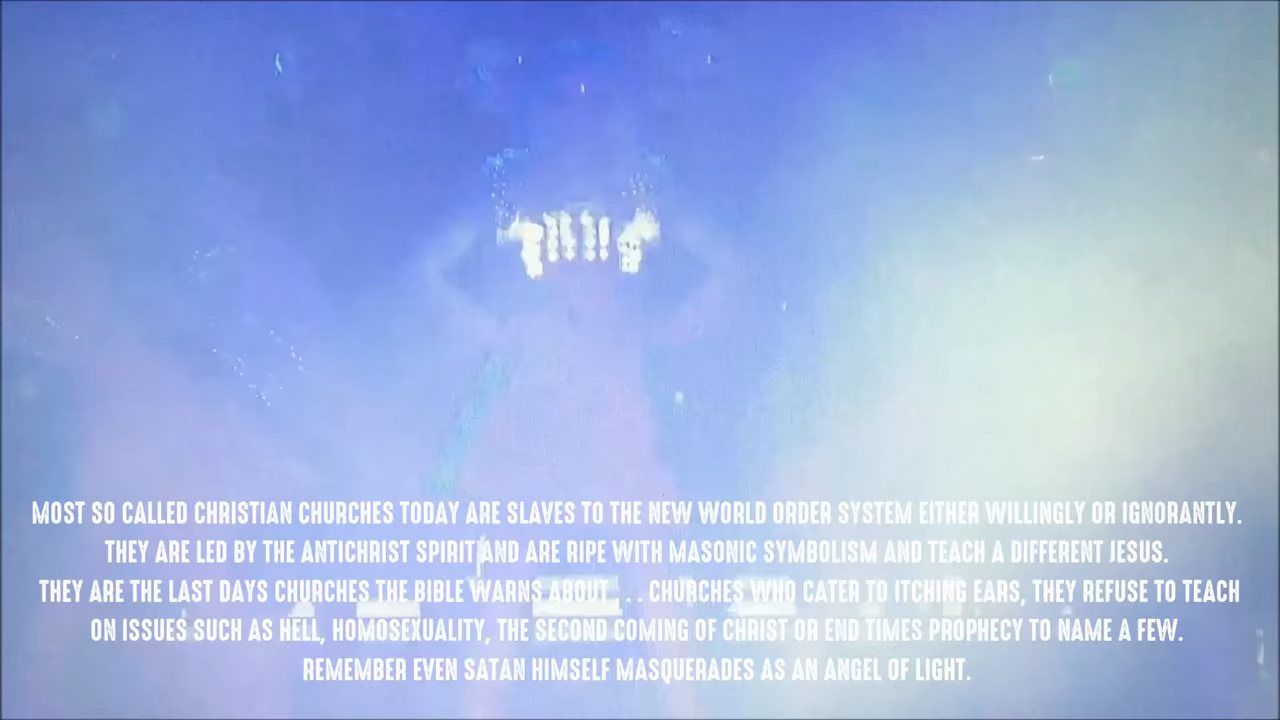 MOST SO CALLED CHRISTIAN CHURCHES TODAY ARE SLAVES TO THE NEW WORLD ORDER SYSTEM EITHER WILLINGLY OR IGNORANTLY.
THEY ARE LED BY THE ANTICHRIST SPIRIT AND ARE RIPE WITH MASONIC SYMBOLISM AND TEACH A DIFFERENT JESUS.
THEY ARE THE LAST DAYS CHURCHES THE BIBLE WARNS ABOUT . . . CHURCHES WHO CATER TO ITCHING EARS, THEY REFUSE TO TEACH
ON ISSUES SUCH AS HELL, HOMOSEXUALITY, THE SECOND COMING OF CHRIST OR END TIMES PROPHECY TO NAME A FEW.
REMEMBER EVEN SATAN HIMSELF MASQUERADES AS AN ANGEL OF LIGHT.